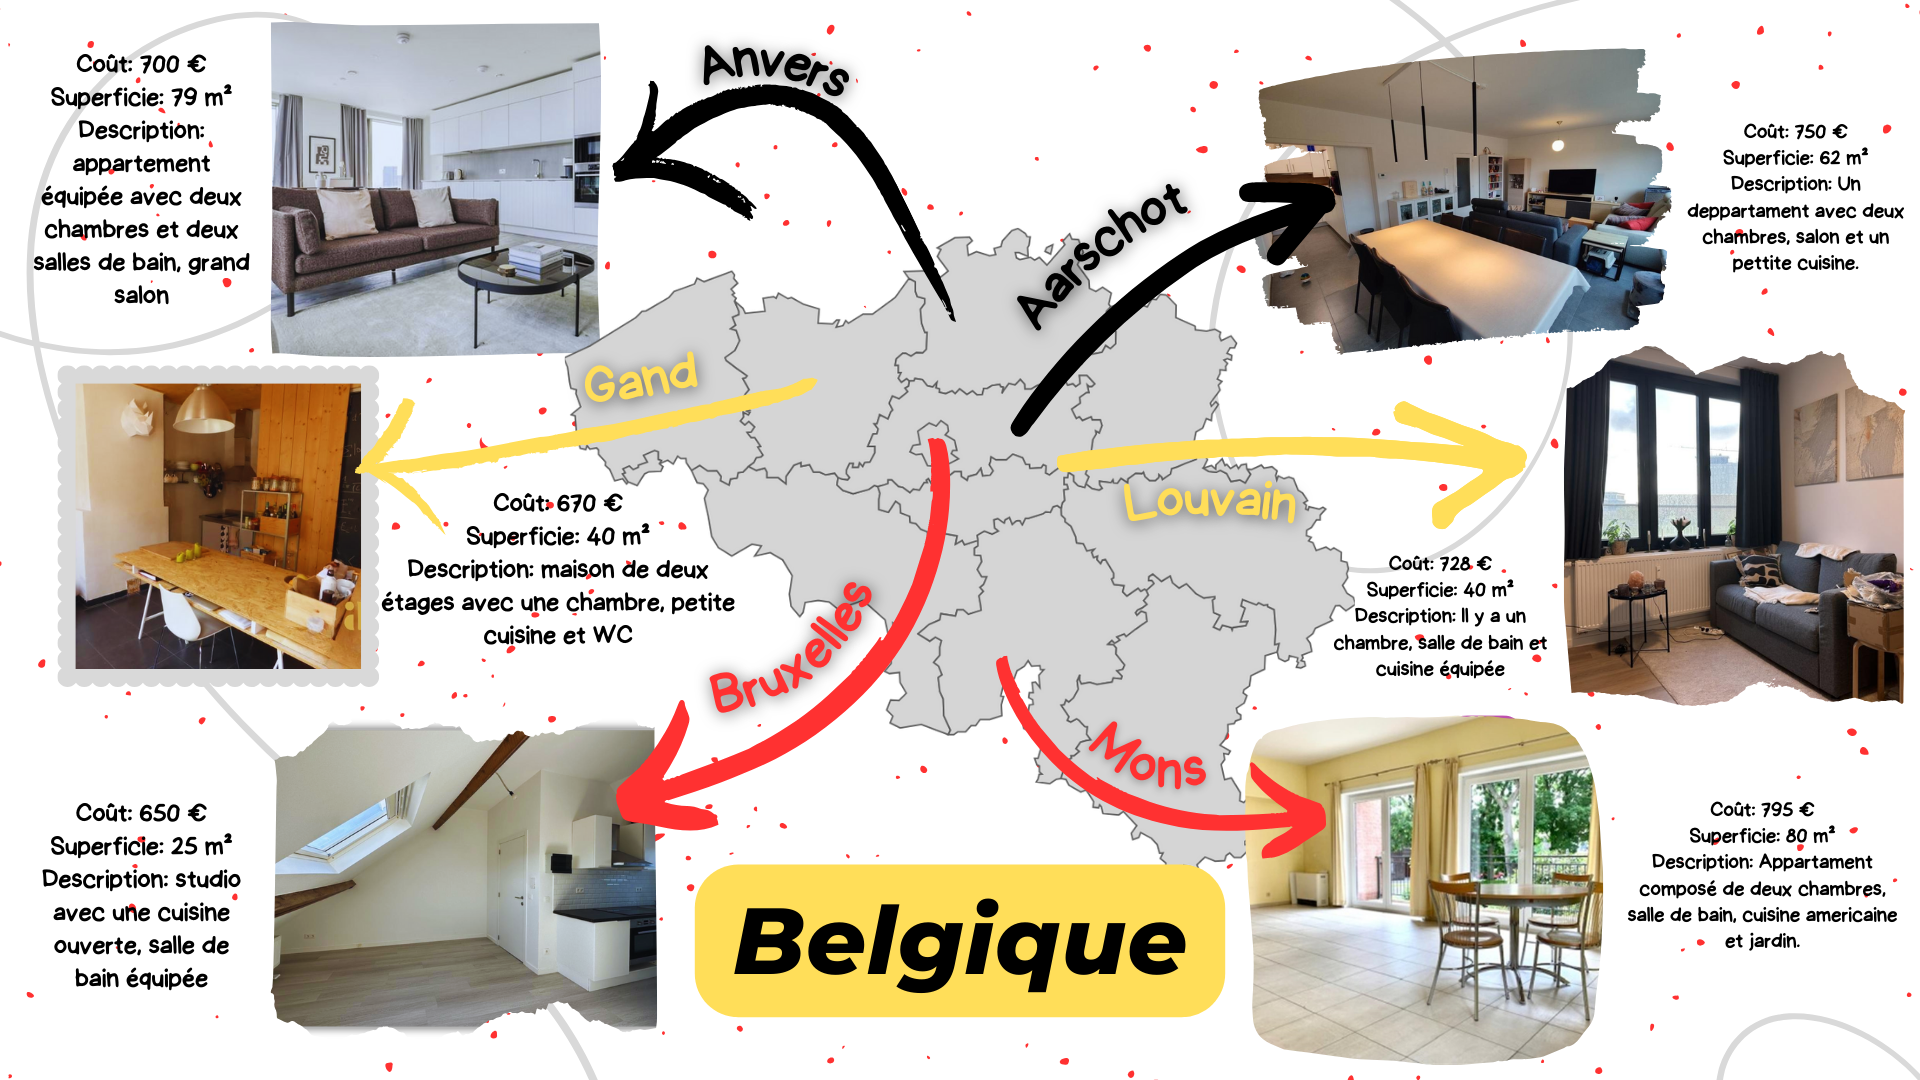 Coût: 700 €
Superficie: 79 m²
Description:
appartement
équipée avec deux
chambres et deux
salles de bain, grand
salon
Anvers
Aarschot
Coût: 750 €
Superficie: 62 m²
Description: Un
deppartament avec deux
chambres, salon et un
pettite cuisine.
Gand
Coût: 670 €
Superficie: 40 m²
Description: maison de deux
étages avec une chambre, petite
cuisine et WC
Louvain
Coût: 728 €
Superficie: 40 m²
Description: Il y a un
chambre, salle de bain et
cuisine équipée
Bruxelles
Coût: 650 €
Superficie: 25 m²
Description: studio
avec une cuisine
ouverte, salle de
bain équipée
Mons
Coût: 795 €
Superficie: 80 m²
Description: Appartament
composé de deux chambres,
salle de bain, cuisine americaine
et jardin.
Belgique